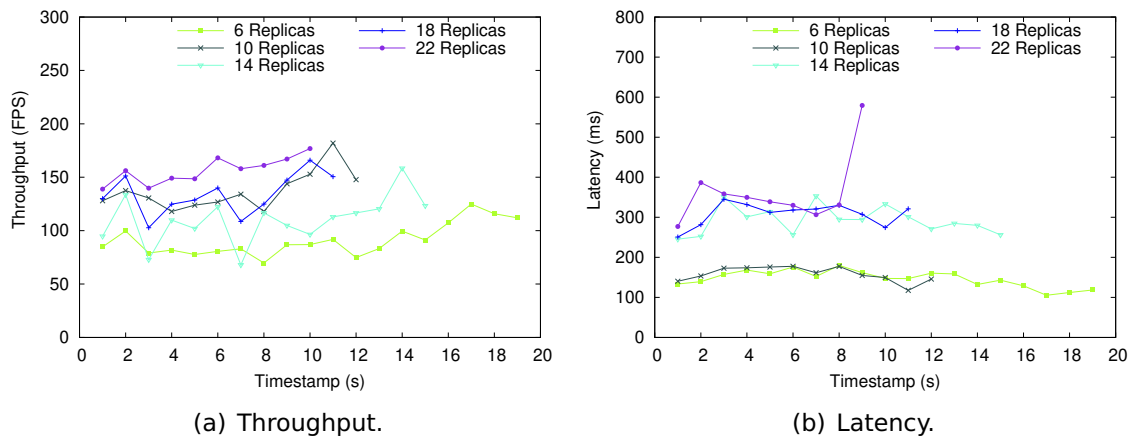 300
250
200
150
100
50
0
Throughput (FPS)
6 Replicas
10 Replicas
14 Replicas
18 Replicas
22 Replicas
0 2 4 6 8 10 12 14 16 18 20
Timestamp (s)
(a) Throughput.
800
700
600
500
400
300
200
100
0
Latency (ms)
6 Replicas
10 Replicas
14 Replicas
18 Replicas
22 Replicas
0 2 4 6 8 10 12 14 16 18 20
Timestamp (s)
(b) Latency.